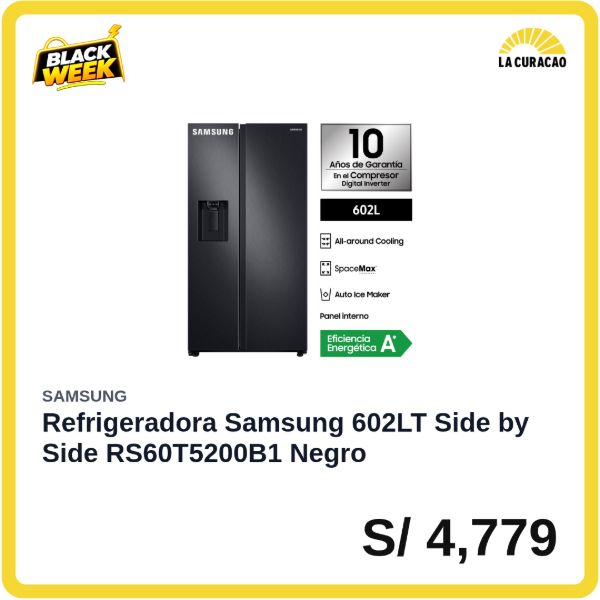 BLACK
WEEK
LA CURACAO
SAMSUNG
10
Años de Garantía
En el Compresor
Digital Inverter
602L
All-around Cooling
SpaceMax
Auto Ice Maker
Panel interno
Eficiencia
Energética A+
SAMSUNG
Refrigeradora Samsung 602LT Side by
Side RS60T5200B1 Negro
S/ 4,779